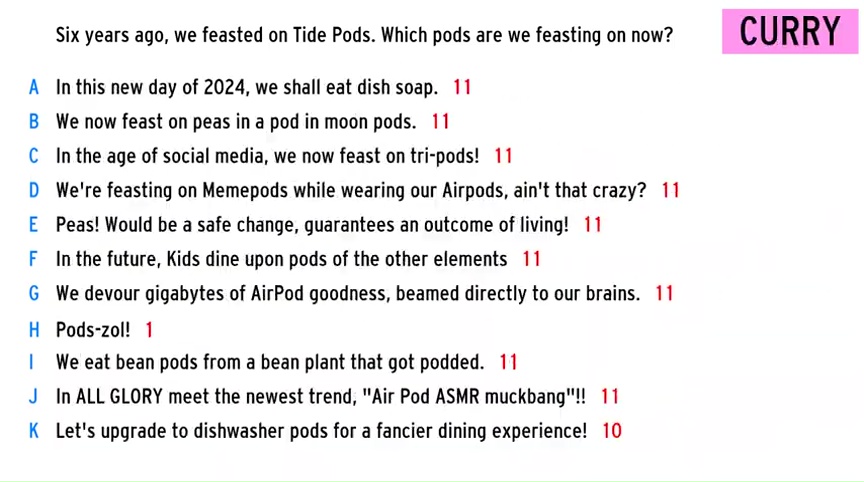 Six years ago, we feasted on Tide Pods. Which pods are we feasting on now?
CURRY
A In this new day of 2024, we shall eat dish soap. 11
B We now feast on peas in a pod in moon pods. 11
C In the age of social media, we now feast on tri-pods! 11
D We're feasting on Memepods while wearing our Airpods, ain't that crazy? 11
E Peas! Would be a safe change, guarantees an outcome of living! 11
F In the future, Kids dine upon pods of the other elements 11
G We devour gigabytes of AirPod goodness, beamed directly to our brains. 11
H Pods-zol! 1
I We eat bean pods from a bean plant that got podded. 11
J In ALL GLORY meet the newest trend, "Air Pod ASMR muckbang"!! 11
K Let's upgrade to dishwasher pods for a fancier dining experience! 10